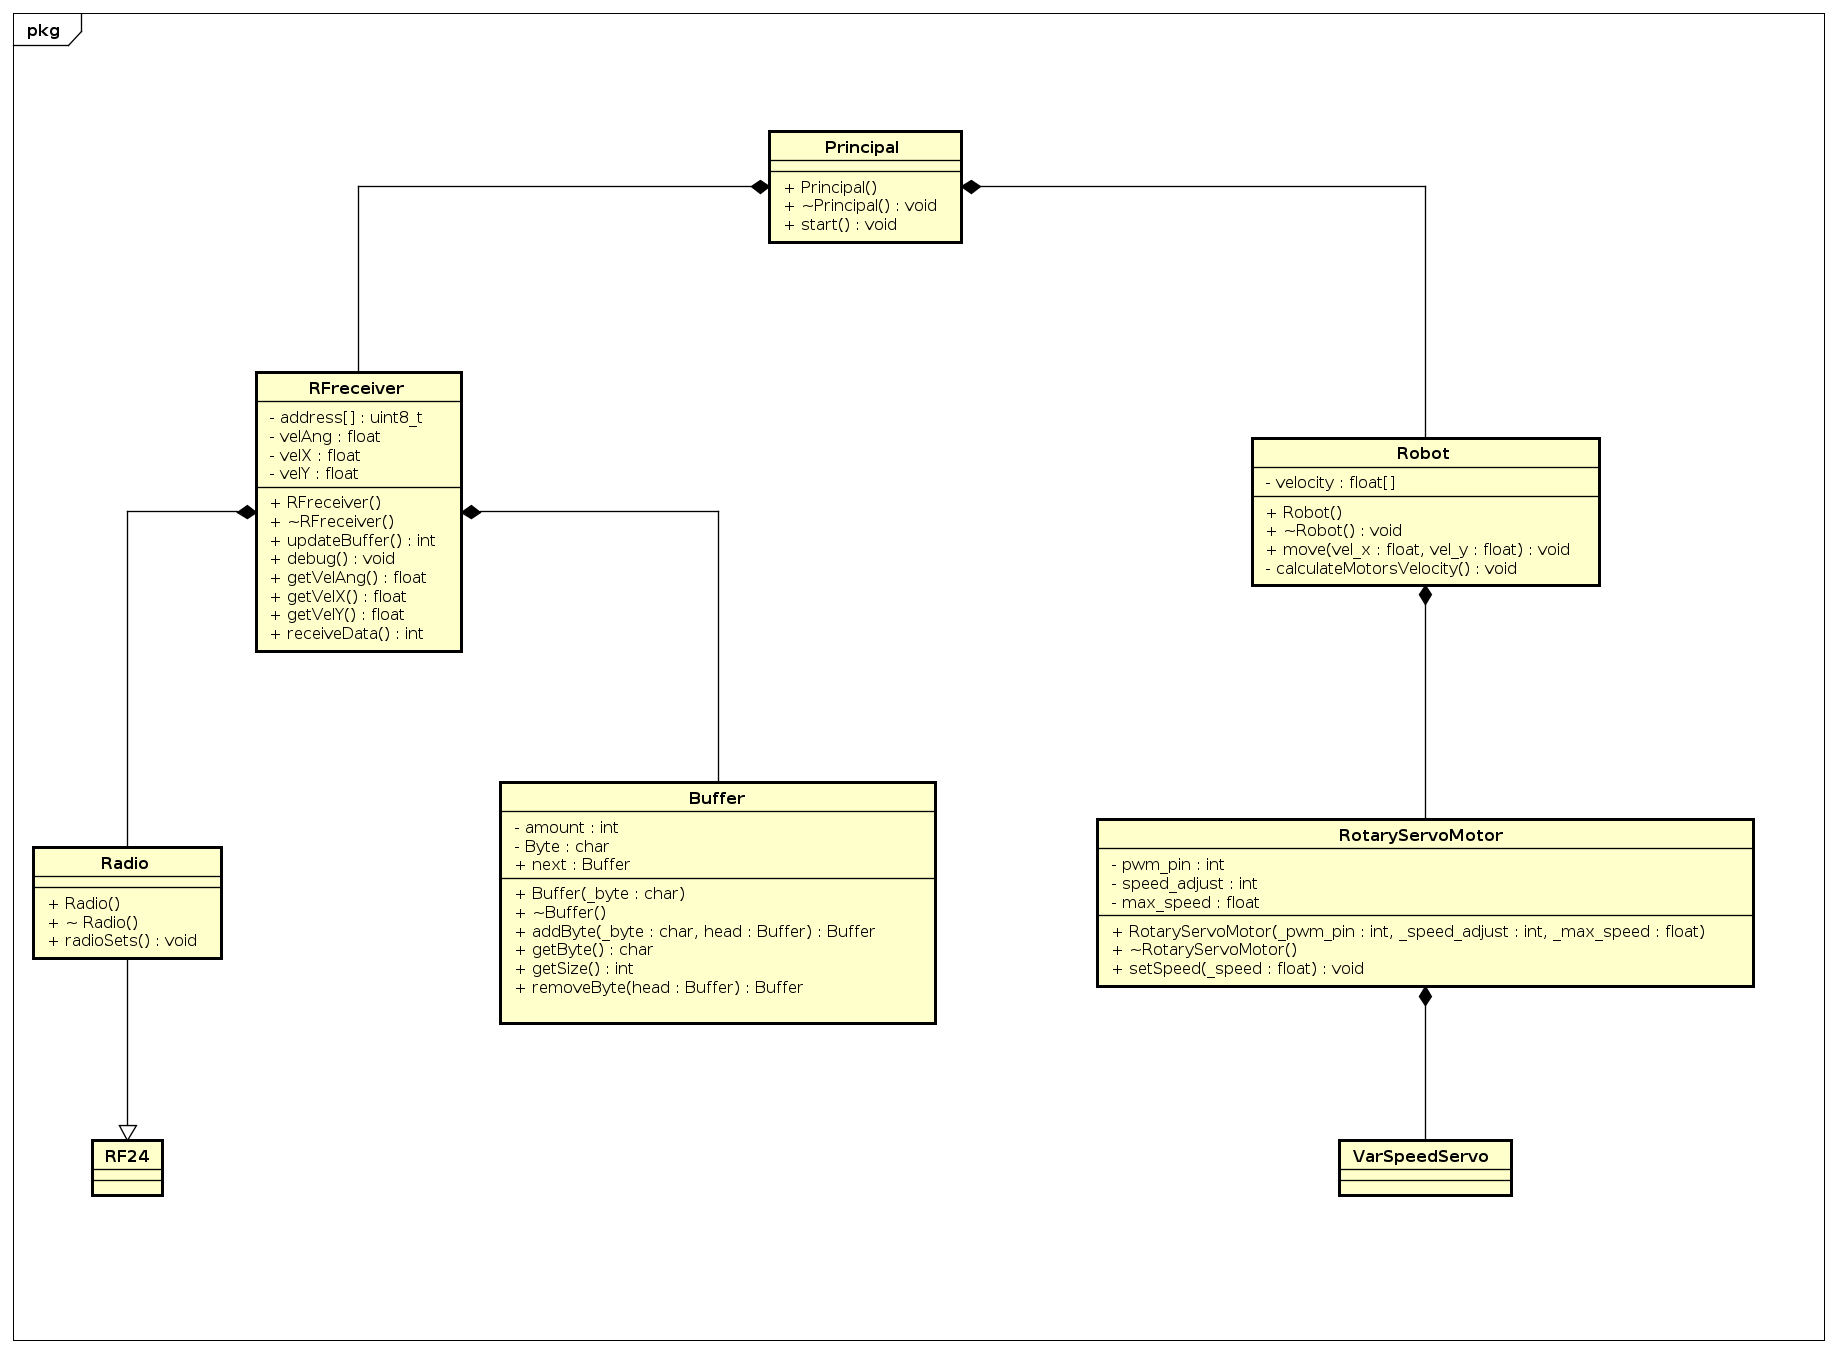 pkg
Principal
+ Principal()
+ ~Principal() : void
+ start() : void
RFreceiver
- address[] : uint8_t
- velAng : float
- velX : float
- velY : float
+ RFreceiver()
+ ~RFreceiver()
+ updateBuffer() : int
+ debug() : void
+ getVelAng() : float
+ getVelX() : float
+ getVelY() : float
+ receiveData() : int
Robot
- velocity : float[]
+ Robot()
+ ~Robot() : void
+ move(vel_x : float, vel_y : float) : void
- calculateMotorsVelocity() : void
Radio
+ Radio()
+ ~ Radio()
+ radioSets() : void
Buffer
- amount : int
- Byte : char
+ next : Buffer
+ Buffer(_byte : char)
+ ~Buffer()
+ addByte(_byte : char, head : Buffer) : Buffer
+ getByte() : char
+ getSize() : int
+ removeByte(head : Buffer) : Buffer
RotaryServoMotor
- pwm_pin : int
- speed_adjust : int
- max_speed : float
+ RotaryServoMotor(_pwm_pin : int, _speed_adjust : int, _max_speed : float)
+ ~RotaryServoMotor()
+ setSpeed(_speed : float) : void
RF24
VarSpeedServo